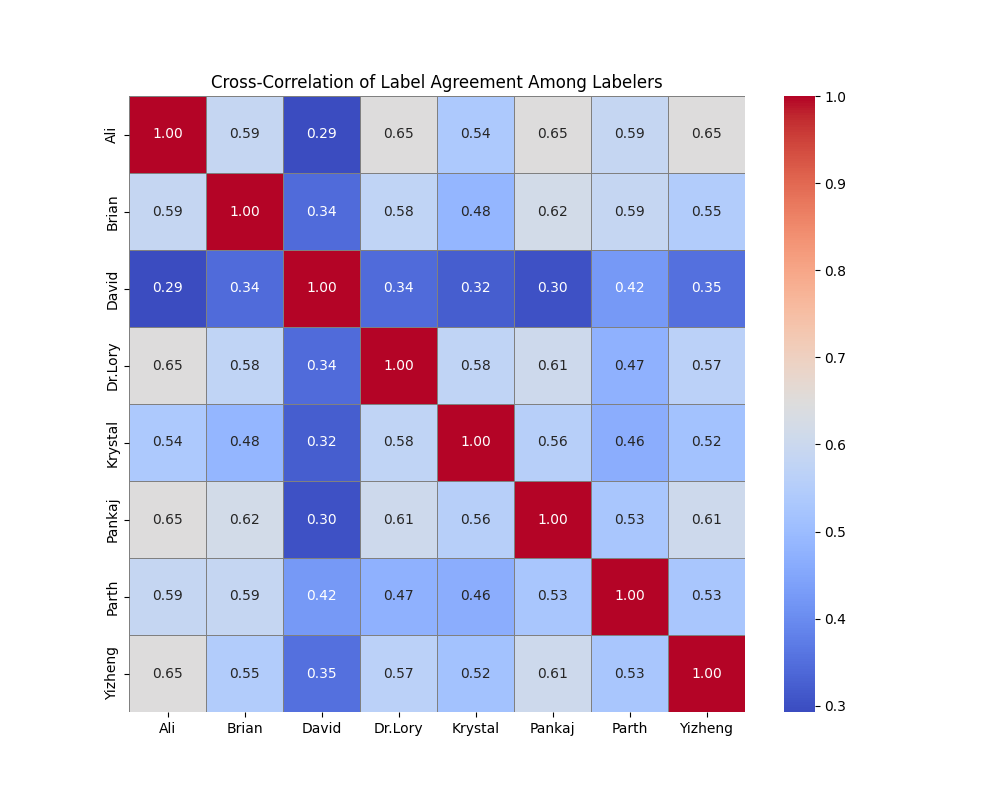 Cross-Correlation of Label Agreement Among Labelers
Ali 1.00 0.59 0.29 0.65 0.54 0.65 0.59 0.65
Brian 0.59 1.00 0.34 0.58 0.48 0.62 0.59 0.55
David 0.29 0.34 1.00 0.34 0.32 0.30 0.42 0.35
Dr.Lory 0.65 0.58 0.34 1.00 0.58 0.61 0.47 0.57
Krystal 0.54 0.48 0.32 0.58 1.00 0.56 0.46 0.52
Pankaj 0.65 0.62 0.30 0.61 0.56 1.00 0.53 0.61
Parth 0.59 0.59 0.42 0.47 0.46 0.53 1.00 0.53
Yizheng 0.65 0.55 0.35 0.57 0.52 0.61 0.53 1.00
Ali Brian David Dr.Lory Krystal Pankaj Parth Yizheng
1.0
0.9
0.8
0.7
0.6
0.5
0.4
0.3